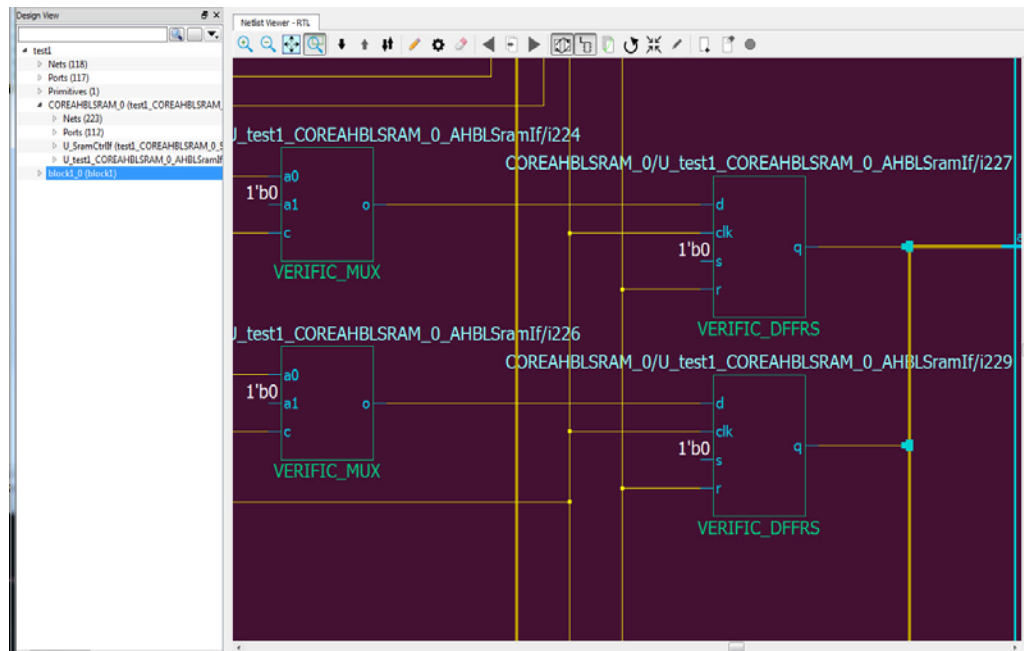 Design View
Netlist Viewer - RTL
test1
Nets (118)
Ports (117)
Primitives (1)
COREAHBLSRAM_0 (test1_COREAHBLSRAM_
Nets (223)
Ports (112)
U_SramCtrlIf (test1_COREAHBLSRAM_0_S
U_test1_COREAHBLSRAM_0_AHBLSramIf
block1_0 (block1)
U_test1_COREAHBLSRAM_0_AHBLSramIf/i224
COREAHBLSRAM_0/U_test1_COREAHBLSRAM_0_AHBLSramIf/i227
a0
1'b0
a1
o
c
VERIFIC_MUX
d
clk
1'b0
s
q
r
VERIFIC_DFFRS
a
U_test1_COREAHBLSRAM_0_AHBLSramIf/i226
COREAHBLSRAM_0/U_test1_COREAHBLSRAM_0_AHBLSramIf/i229
a0
1'b0
a1
o
c
VERIFIC_MUX
d
clk
1'b0
s
q
r
VERIFIC_DFFRS